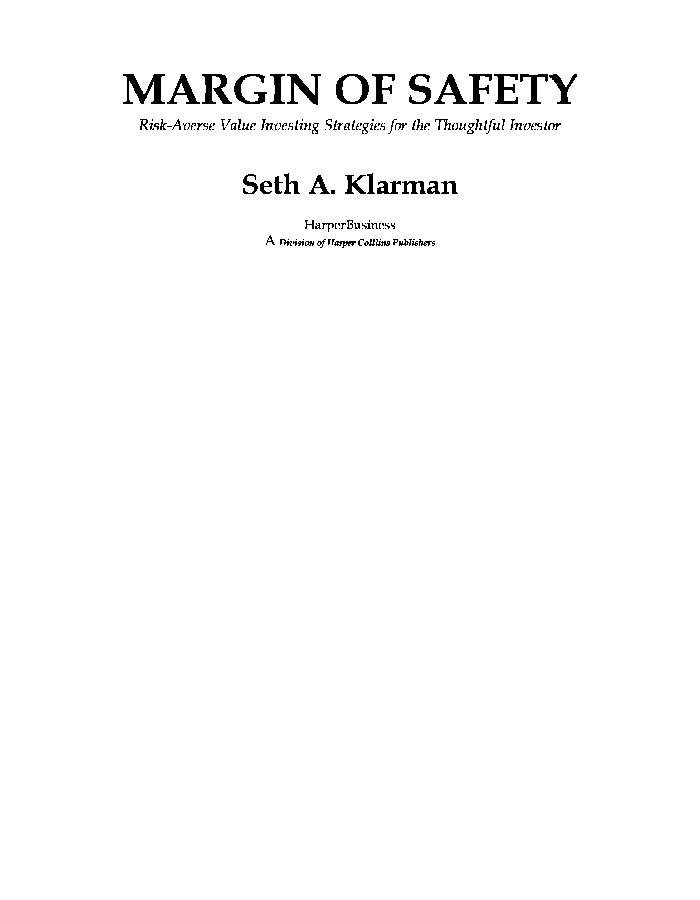 MARGIN OF SAFETY
Risk-Averse Value Investing Strategies for the Thoughtful Investor
Seth A. Klarman
HarperBusiness
A Division of Harper Colllins Publishers